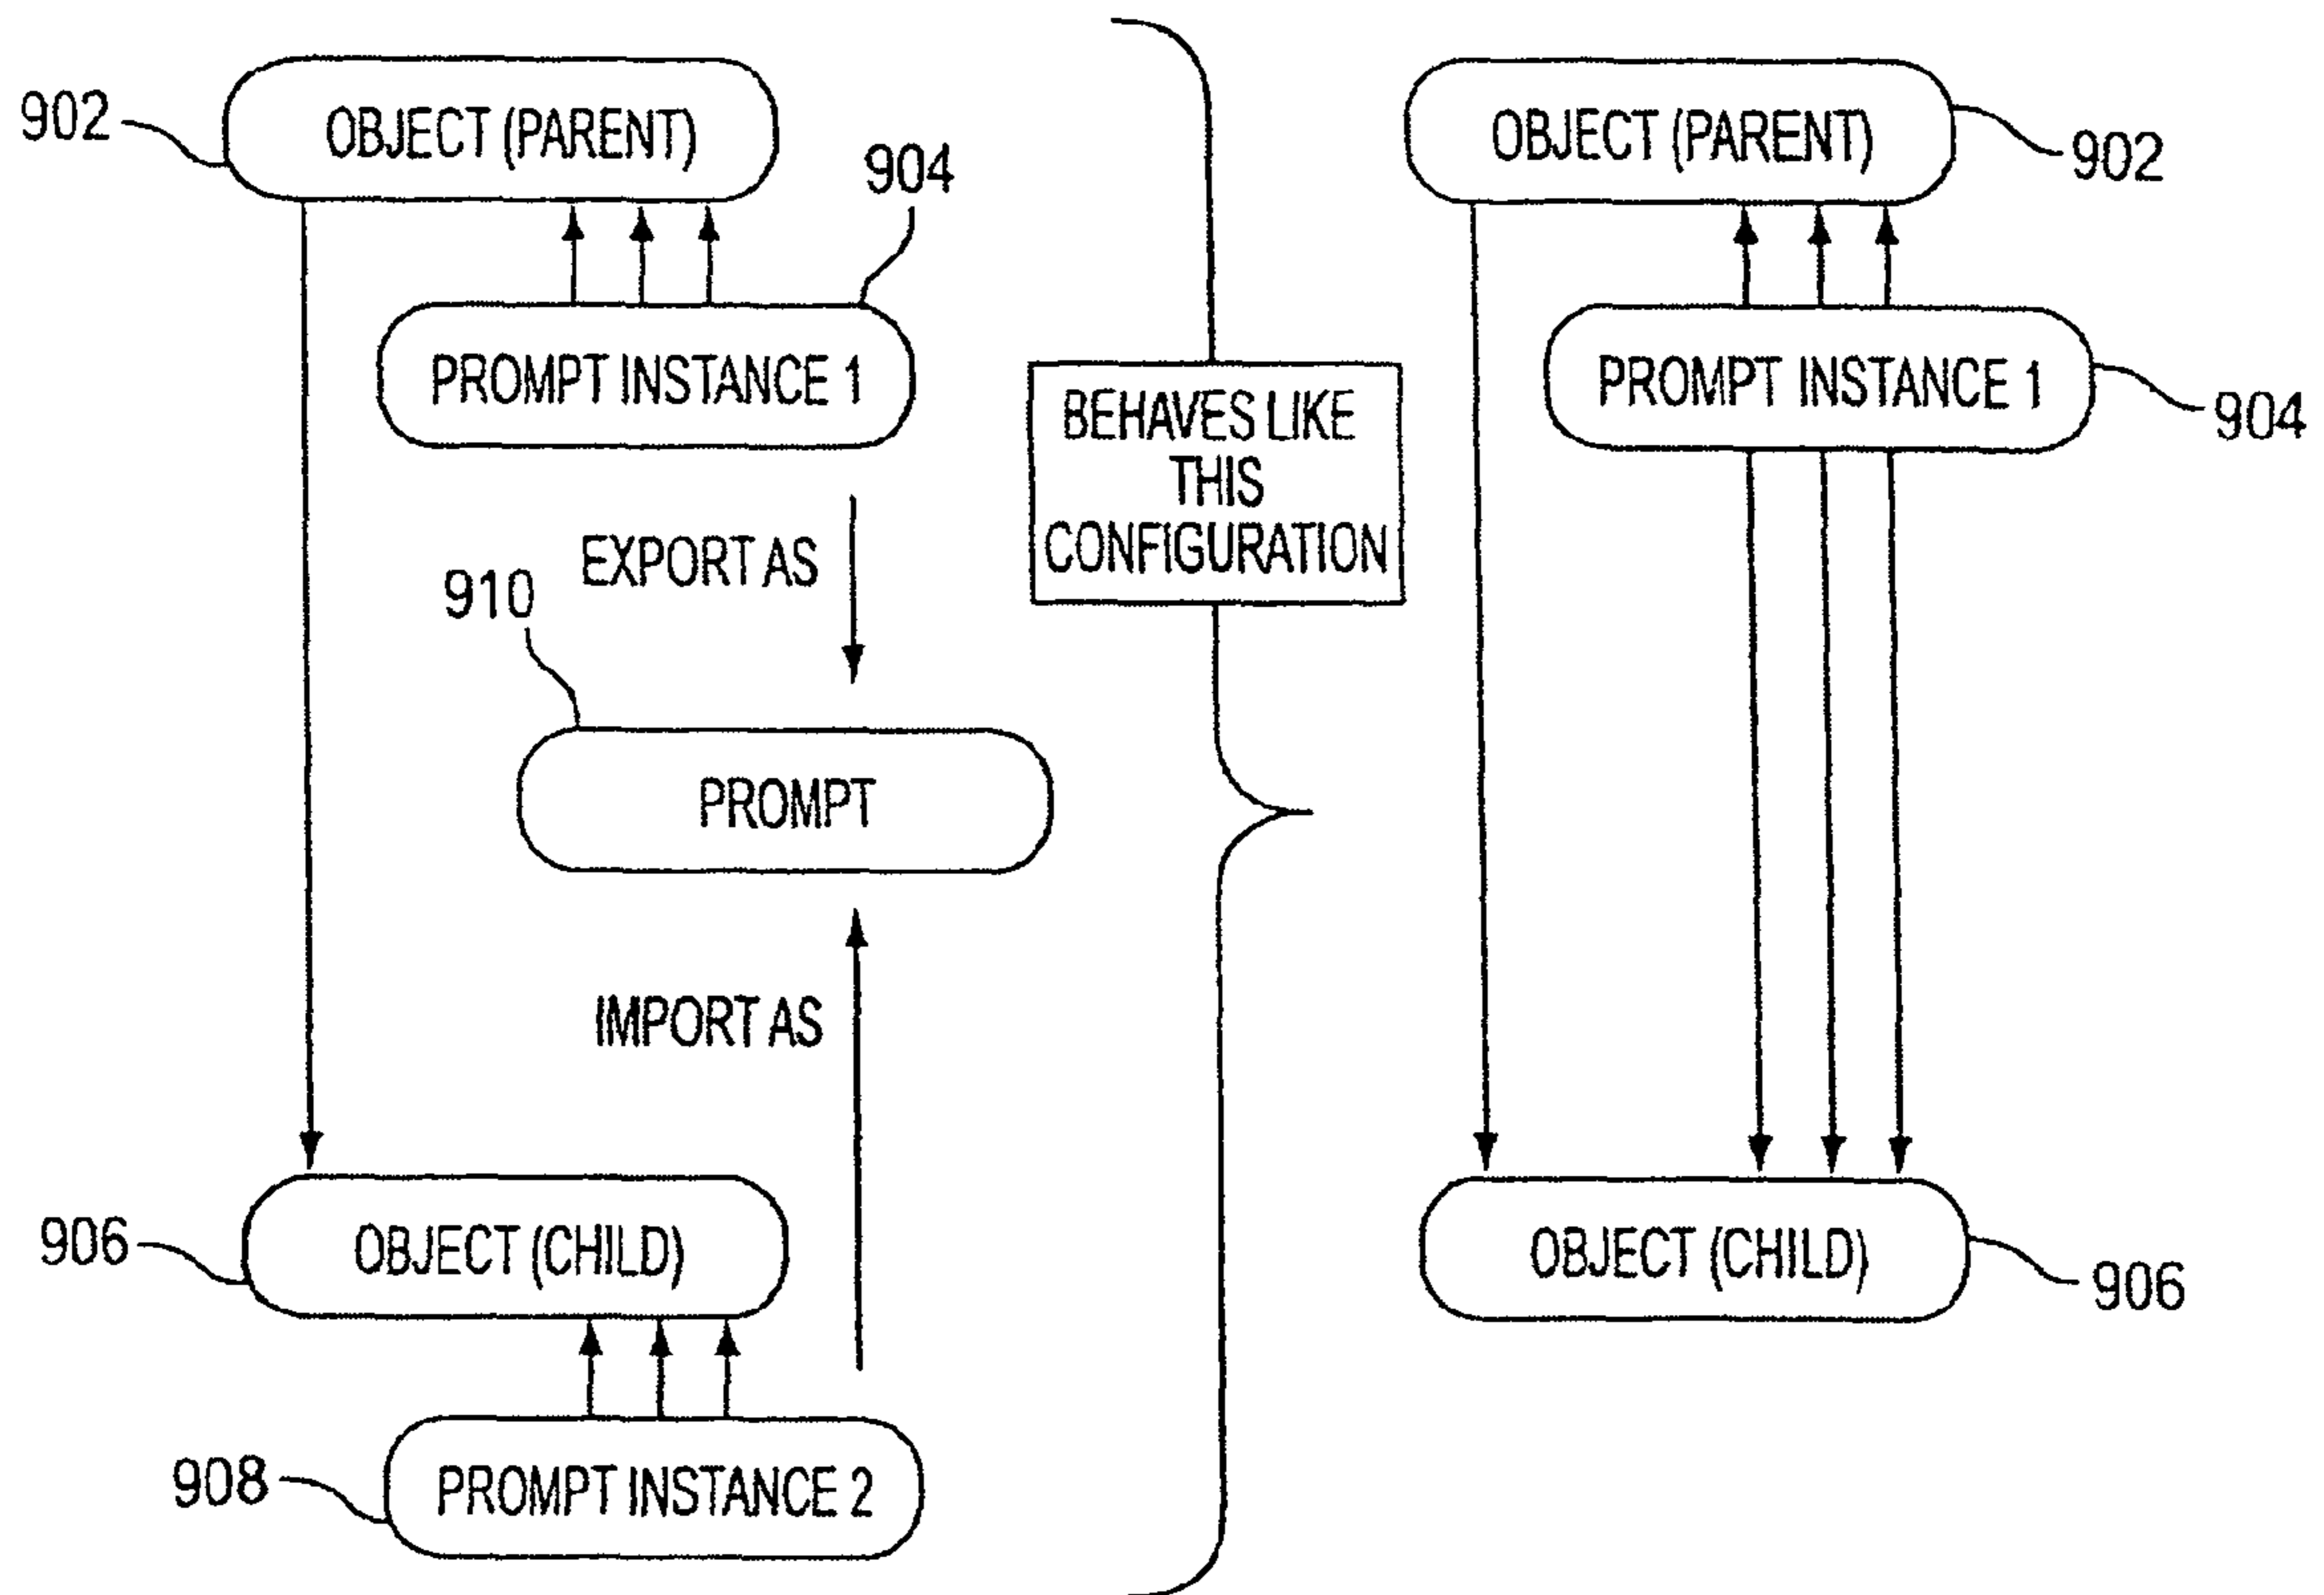 902
OBJECT (PARENT)
904
PROMPT INSTANCE 1
EXPORT AS
910
PROMPT
IMPORT AS
906
OBJECT (CHILD)
908
PROMPT INSTANCE 2
BEHAVES LIKE
THIS
CONFIGURATION
OBJECT (PARENT)
902
PROMPT INSTANCE 1
904
OBJECT (CHILD)
906